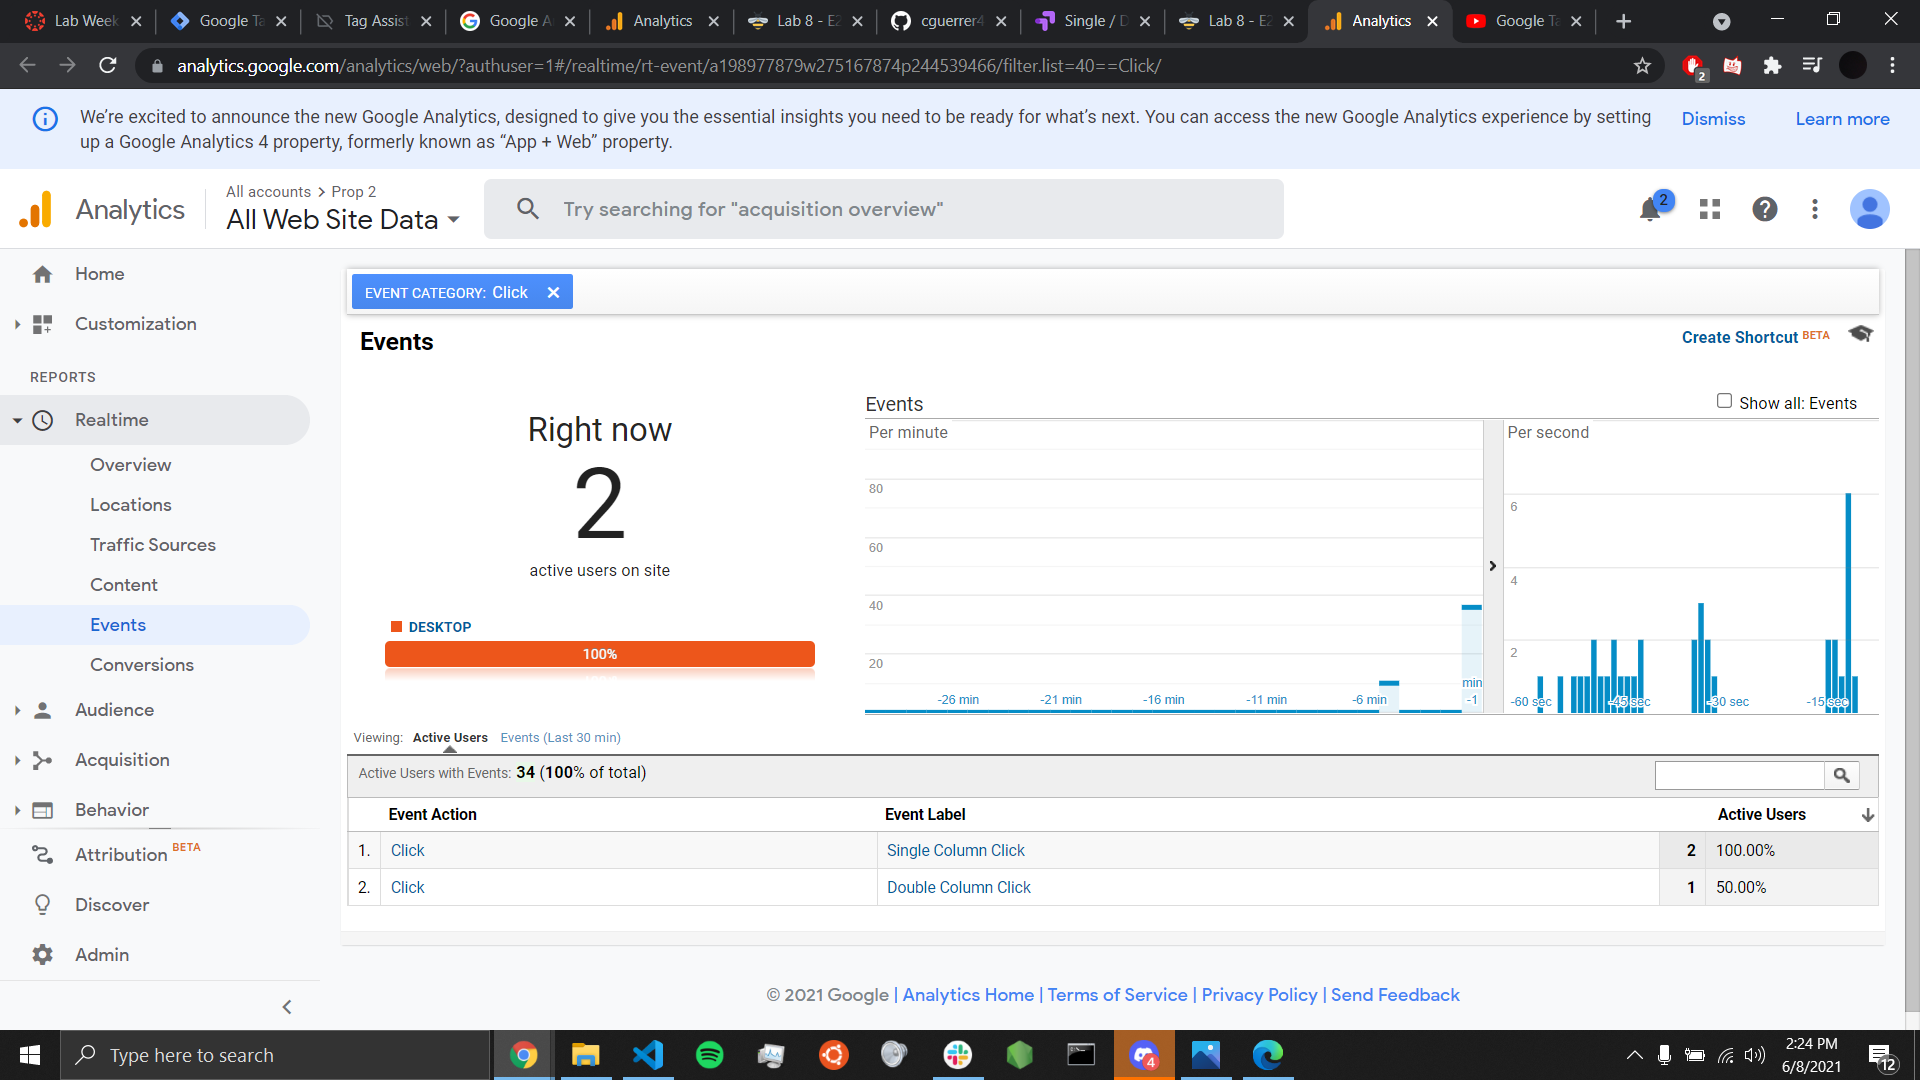 Lab Week
Google Ta
Tag Assist
Google A
Analytics
Lab 8 - E2
cguerrer4
Single / D
Lab 8 - E2
Analytics
Google Ta
analytics.google.com/analytics/web/?authuser=1#/realtime/rt-event/a198977879w275167874p244539466/filter.list=40==Click/
2
We’re excited to announce the new Google Analytics, designed to give you the essential insights you need to be ready for what’s next. You can access the new Google Analytics experience by setting
up a Google Analytics 4 property, formerly known as “App + Web” property.
Dismiss
Learn more
Analytics
All accounts > Prop 2
All Web Site Data
Try searching for "acquisition overview"
2
Home
Customization
REPORTS
Realtime
Overview
Locations
Traffic Sources
Content
Events
Conversions
Audience
Acquisition
Behavior
Attribution BETA
Discover
Admin
EVENT CATEGORY: Click
Events
Create Shortcut BETA
Right now
2
active users on site
DESKTOP
100%
Events
Show all: Events
Per minute
80
60
40
20
-26 min
-21 min
-16 min
-11 min
-6 min
min
-1
Per second
6
4
2
-60 sec
-45 sec
-30 sec
-15 sec
Viewing: Active Users Events (Last 30 min)
Active Users with Events: 34 (100% of total)
Event Action Event Label Active Users
1. Click Single Column Click 2 100.00%
2. Click Double Column Click 1 50.00%
© 2021 Google | Analytics Home | Terms of Service | Privacy Policy | Send Feedback
Type here to search
4
2:24 PM
6/8/2021
12